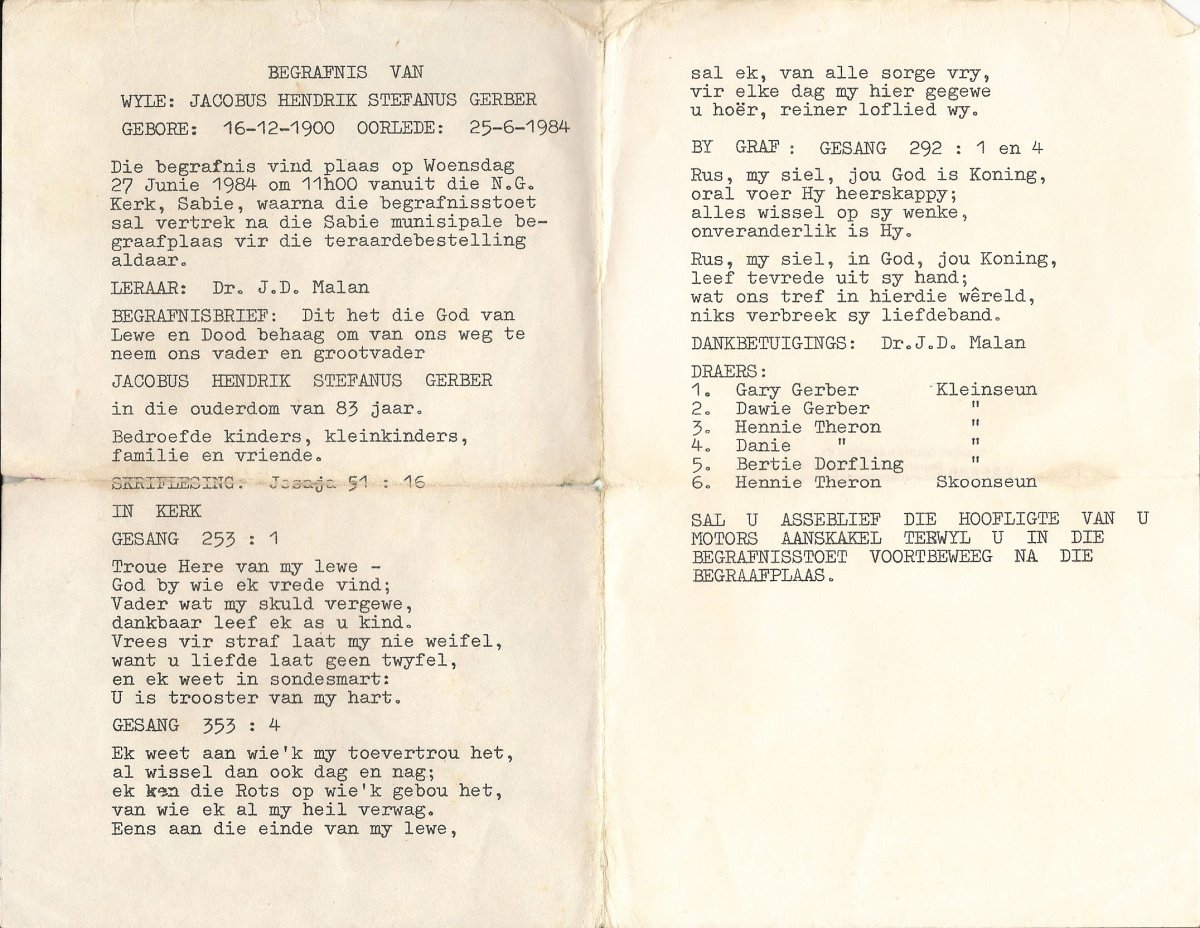 BEGRAFNIS VAN
WYLE: JACOBUS HENDRIK STEFANUS GERBER
GEBORE: 16-12-1900 OORLEDE: 25-6-1984
Die begrafnis vind plaas op Woensdag
27 Junie 1984 om 11h00 vanuit die N.G.
Kerk, Sabie, waarna die begrafnisstoet
sal vertrek na die Sabie munisipale be-
graafplaas vir die teraardebestelling
aldaar.
LERAAR: Dr. J.D. Malan
BEGRAFNISBRIEF: Dit het die God van
Lewe en Dood behaag om van ons weg te
neem ons vader en grootvader
JACOBUS HENDRIK STEFANUS GERBER
in die ouderdom van 83 jaar.
Bedroefde kinders, kleinkinders,
familie en vriende.
SKRIFLESING: Jesaja 51 : 16
IN KERK
GESANG 253 : 1
Troue Here van my lewe -
God by wie ek vrede vind;
Vader wat my skuld vergewe,
dankbaar leef ek as u kind.
Vrees vir straf laat my nie weifel,
want u liefde laat geen twyfel,
en ek weet in sondesmart:
U is trooster van my hart.
GESANG 353 : 4
Ek weet aan wie'k my toevertrou het,
al wissel dan ook dag en nag;
ek ken die Rots op wie'k gebou het,
van wie ek al my heil verwag.
Eens aan die einde van my lewe,
sal ek, van alle sorge vry,
vir elke dag my hier gegewe
u hoër, reiner loflied wy.
BY GRAF : GESANG 292 : 1 en 4
Rus, my siel, jou God is Koning,
oral voer Hy heerskappy;
alles wissel op sy wenke,
onveranderlik is Hy.
Rus, my siel, in God, jou Koning,
leef tevrede uit sy hand;
wat ons tref in hierdie wêreld,
niks verbreek sy liefdeband.
DANKBETUIGINGS: Dr.J.D. Malan
DRAERS:
1. Gary Gerber Kleinseun
2. Dawie Gerber "
3. Hennie Theron "
4. Danie " "
5. Bertie Dorfling "
6. Hennie Theron Skoonseun
SAL U ASSEBLIEF DIE HOOFLIGTE VAN U
MOTORS AANSKAKEL TERWYL U IN DIE
BEGRAFNISSTOET VOORTBEWEEG NA DIE
BEGRAAFPLAAS.